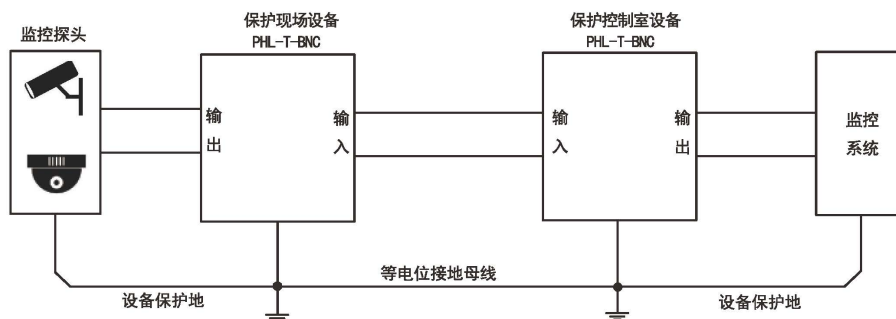 监控探头
保护现场设备
PHL-T-BNC
保护控制室设备
PHL-T-BNC
输出
输入
输入
输出
监控
系统
等电位接地母线
设备保护地
设备保护地